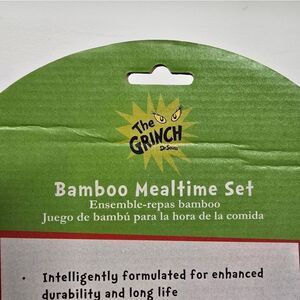 The
GRINCH
Dr. Seuss
Bamboo Mealtime Set
Ensemble-repas bamboo
Juego de bambú para la hora de la comida
• Intelligently formulated for enhanced
durability and long life